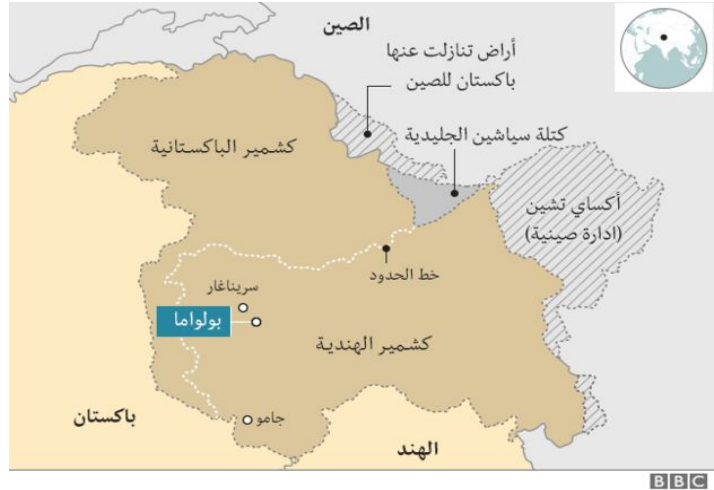 الصين
أراض تنازلت عنها
باكستان للصين
كتلة سياشين الجليدية
كشمير الباكستانية
أكساي تشين
(ادارة صينية)
خط الحدود
سريناغار
بولواما
كشمير الهندية
جامو
باكستان
الهند
BBC